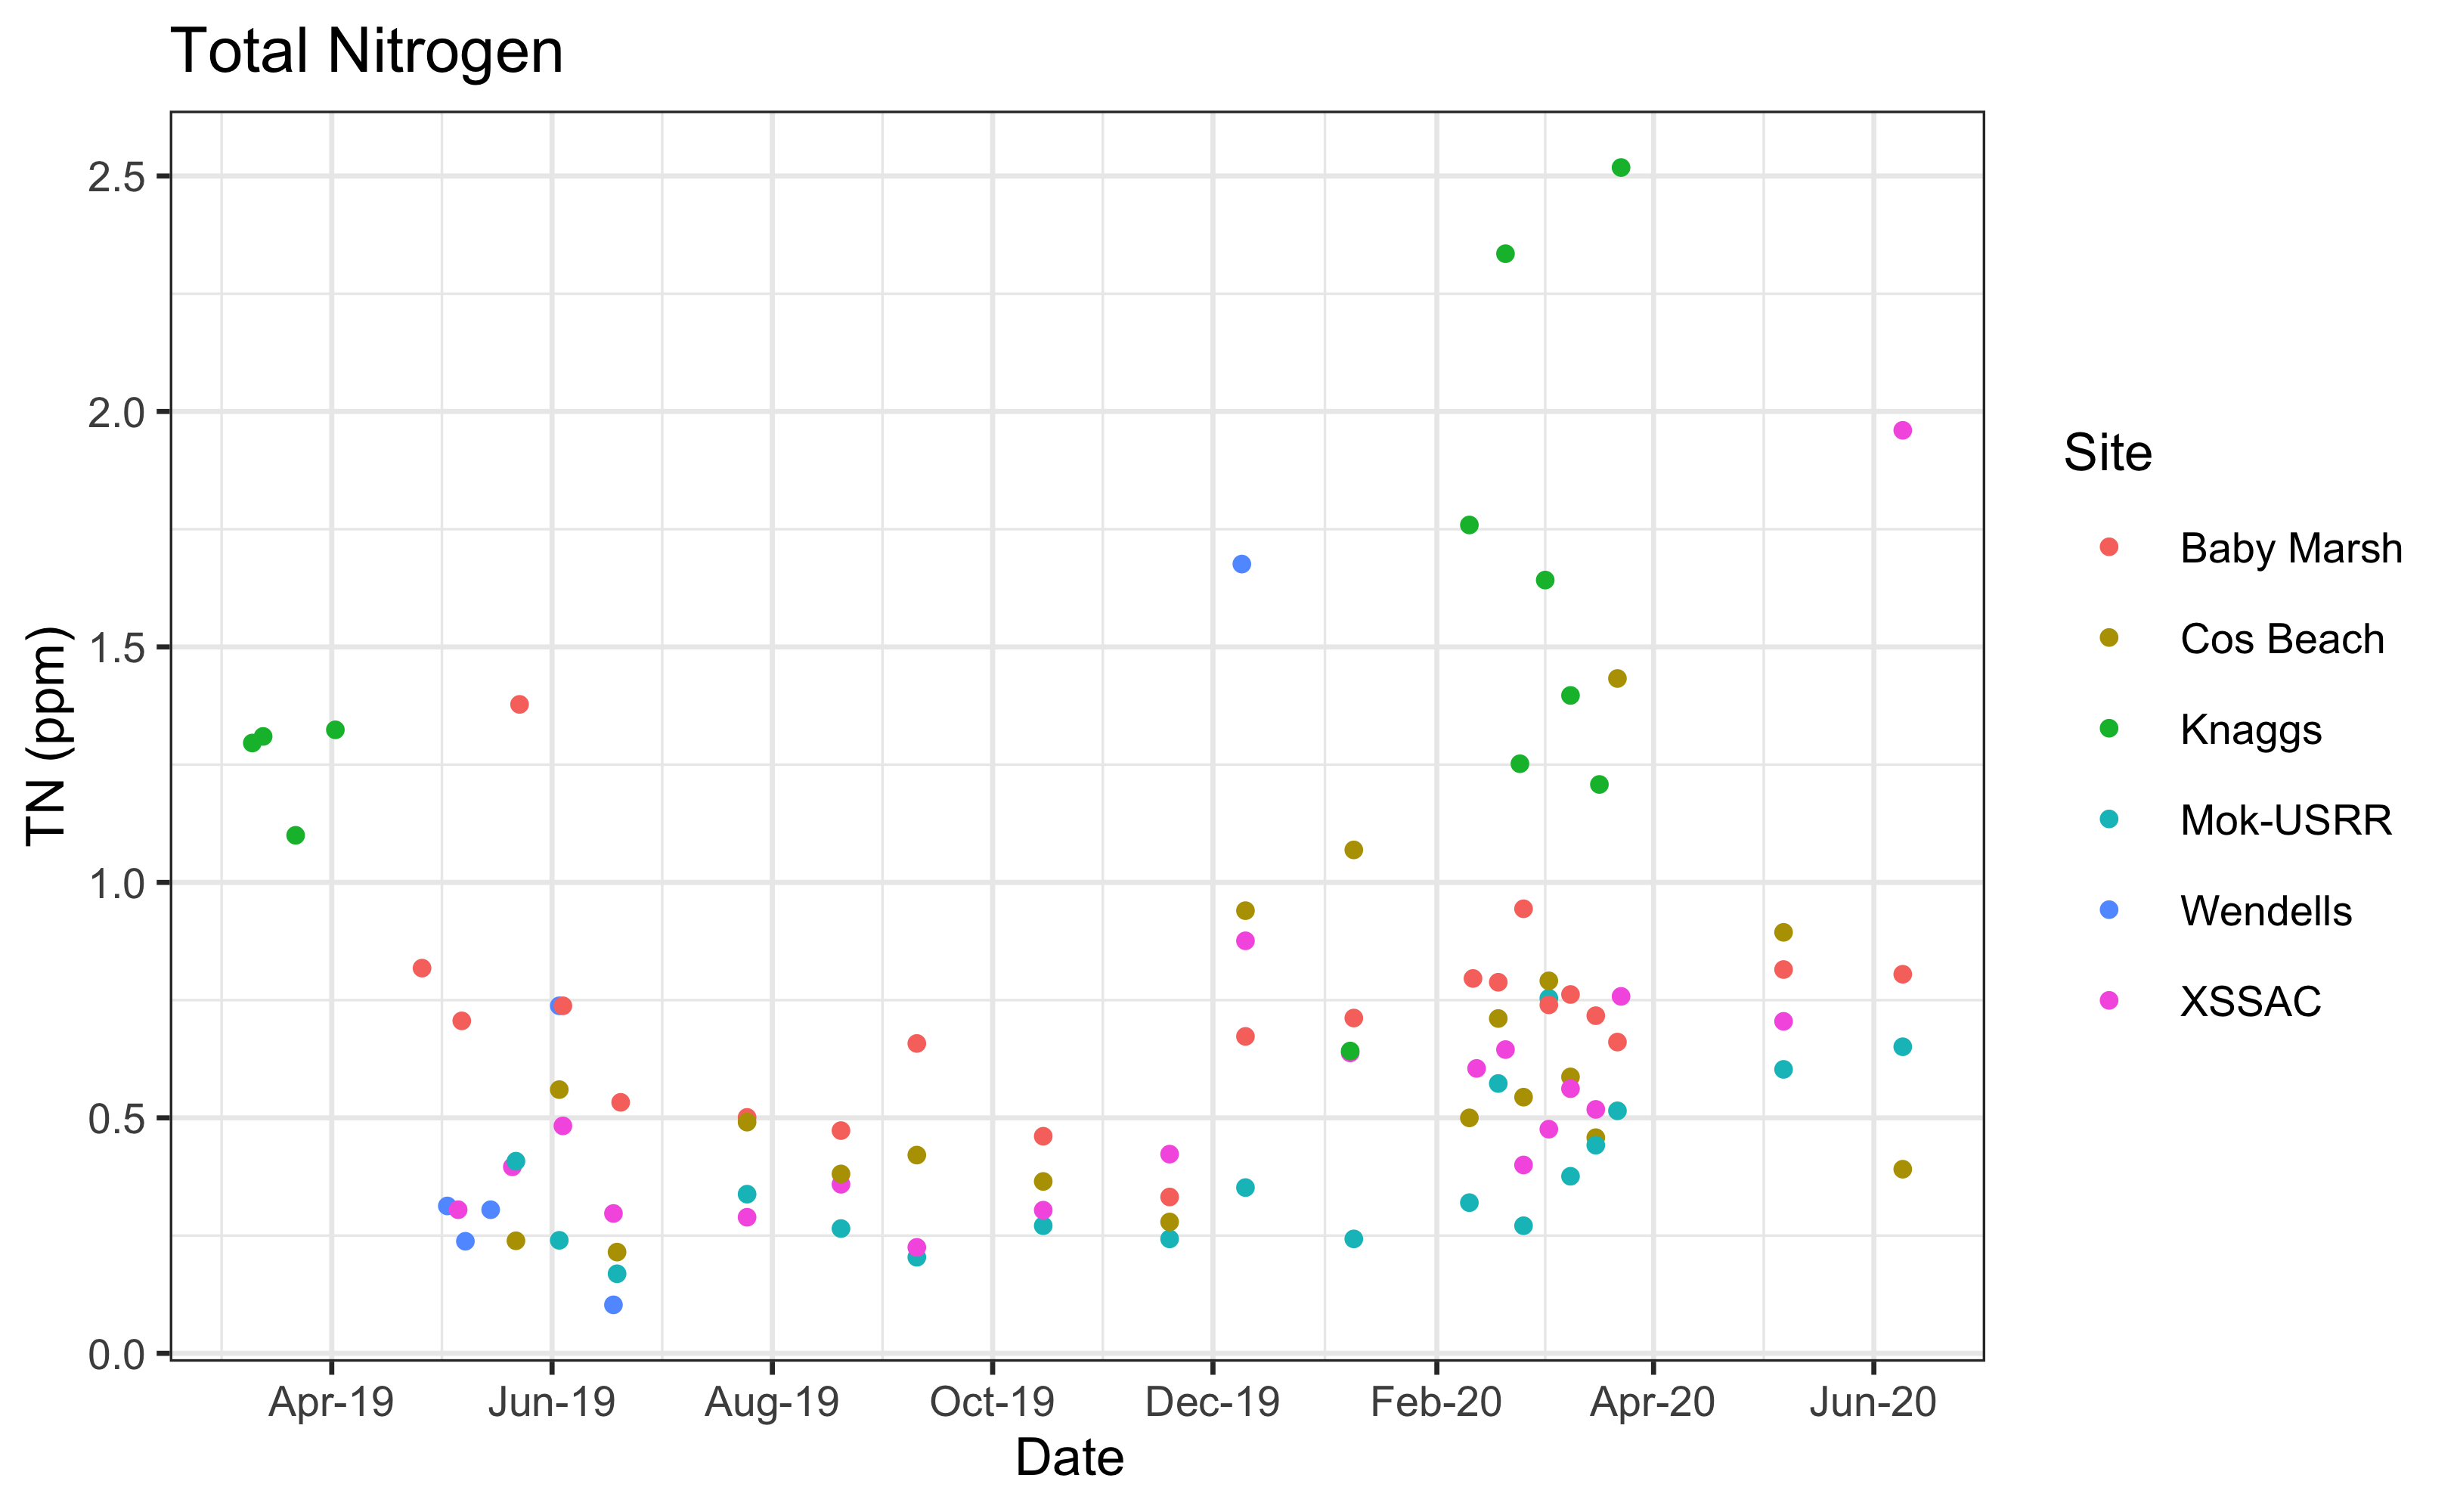 Total Nitrogen
TN (ppm)
2.5
2.0
1.5
1.0
0.5
0.0
Apr-19 Jun-19 Aug-19 Oct-19 Dec-19 Feb-20 Apr-20 Jun-20
Date
Site
Baby Marsh
Cos Beach
Knaggs
Mok-USRR
Wendells
XSSAC